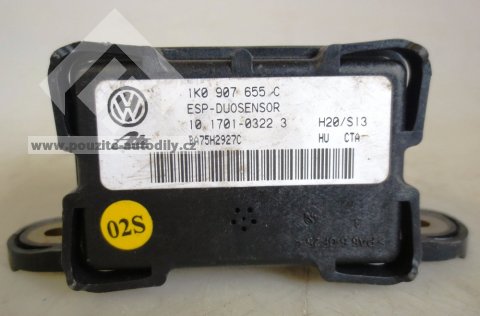 1K0 907 655 C
ESP-DUOSENSOR
10.1701-0322 3 H20/S13
HU CTA
www.pouzite-autodily.cz
02S